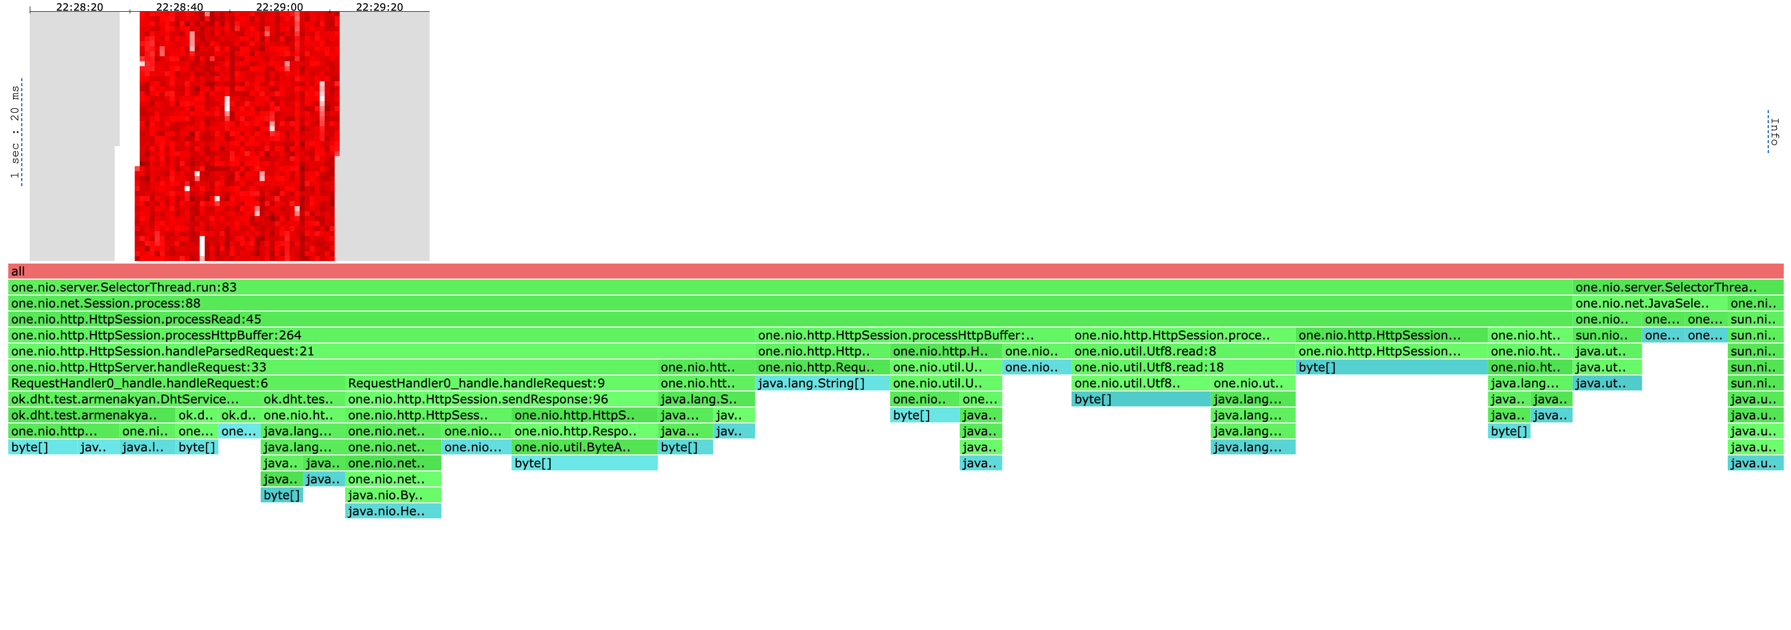 22:28:20 22:28:40 22:29:00 22:29:20
1 sec : 20 ms
Info
all
one.nio.server.SelectorThread.run:83 one.nio.server.SelectorThrea..
one.nio.net.Session.process:88 one.nio.net.JavaSele.. one.ni..
one.nio.http.HttpSession.processRead:45 one.nio.. one... one... sun.ni..
one.nio.http.HttpSession.processHttpBuffer:264 one.nio.http.HttpSession.processHttpBuffer:.. one.nio.http.HttpSession.proce.. one.nio.http.HttpSession... one.nio.ht.. sun.nio.. one... one... sun.ni..
one.nio.http.HttpSession.handleParsedRequest:21 one.nio.http.Http.. one.nio.http.H.. one.nio.. one.nio.util.Utf8.read:8 one.nio.http.HttpSession... one.nio.ht.. java.ut.. sun.ni..
one.nio.http.HttpServer.handleRequest:33 one.nio.htt.. one.nio.http.Requ.. one.nio.util.U.. one.nio.. one.nio.util.Utf8.read:18 byte[] one.nio.ht.. java.ut.. sun.ni..
RequestHandler0_handle.handleRequest:6 RequestHandler0_handle.handleRequest:9 one.nio.htt.. java.lang.String[] one.nio.util.U.. one.nio.util.Utf8.. one.nio.ut.. java.lang... java.ut.. sun.ni..
ok.dht.test.armenakyan.DhtService... ok.dht.tes.. one.nio.http.HttpSession.sendResponse:96 java.lang.S.. one.nio.. one... byte[] java.lang... java.. java.. java.u..
ok.dht.test.armenakya.. ok.d.. ok.d.. one.nio.ht.. one.nio.http.HttpSess.. one.nio.http.HttpS.. java... jav.. byte[] java.. java.lang... java.. java.. java.u..
one.nio.http... one.ni.. one... one... java.lang... one.nio.net.. one.nio... one.nio.http.Respo.. java... jav.. java.. java.lang... byte[] java.u..
byte[] jav.. java.l.. byte[] java.lang... one.nio.net.. one.nio... one.nio.util.ByteA.. byte[] java.. java.lang... java.u..
java.. java.. one.nio.net.. byte[] java.. java.u..
java.. java.. one.nio.net..
byte[] java.nio.By..
java.nio.He..